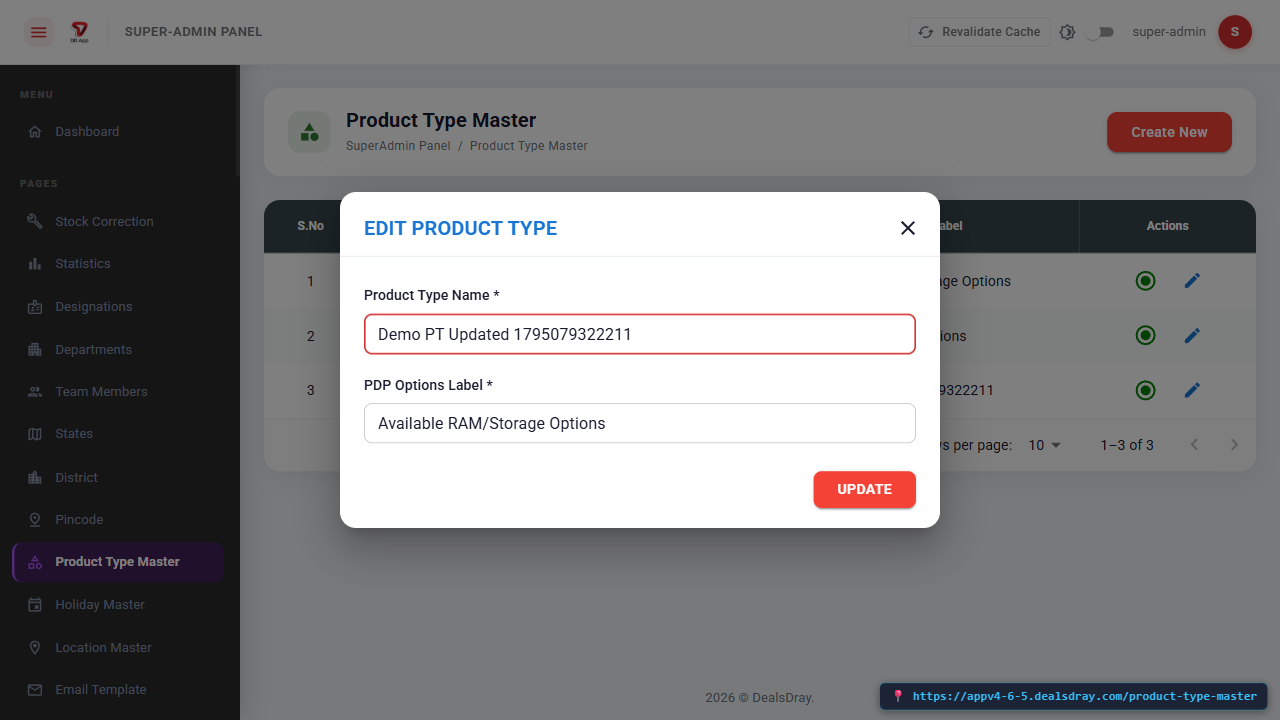 SUPER-ADMIN PANEL
Revalidate Cache
super-admin
S
MENU
Dashboard
PAGES
Stock Correction
Statistics
Designations
Departments
Team Members
States
District
Pincode
Product Type Master
Holiday Master
Location Master
Email Template
Product Type Master
SuperAdmin Panel / Product Type Master
Create New
S.No
abel
Actions
1
age Options
2
ions
3
9322211
s per page: 10 1–3 of 3
EDIT PRODUCT TYPE
Product Type Name *
Demo PT Updated 1795079322211
PDP Options Label *
Available RAM/Storage Options
UPDATE
2026 © DealsDray.
https://appv4-6-5.dealsdray.com/product-type-master